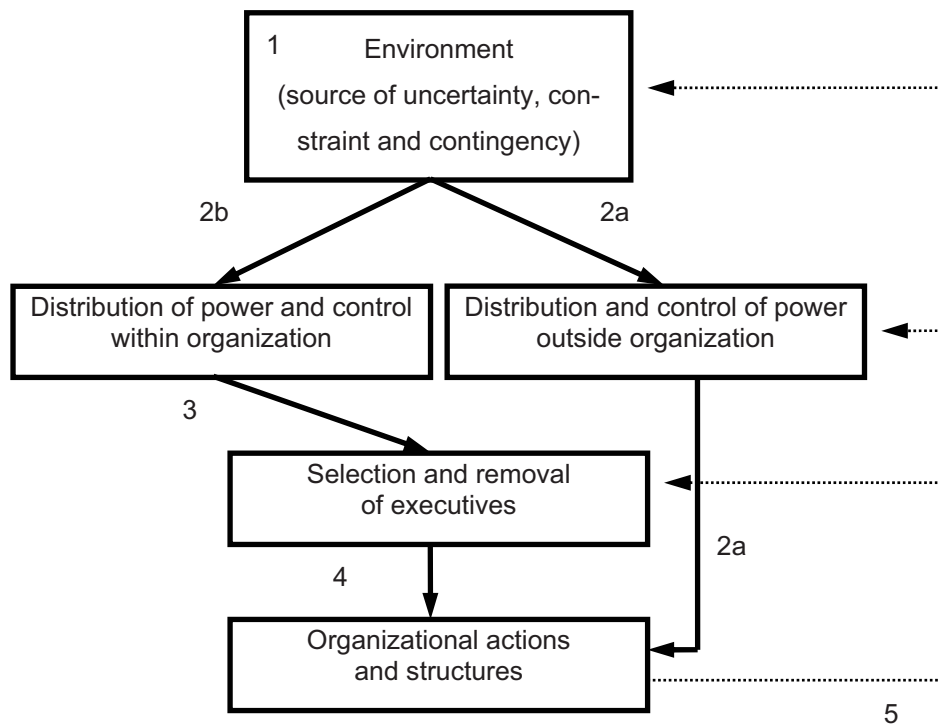 1
Environment
(source of uncertainty, con-
straint and contingency)
2b
2a
Distribution of power and control
within organization
Distribution and control of power
outside organization
3
Selection and removal
of executives
2a
4
Organizational actions
and structures
5